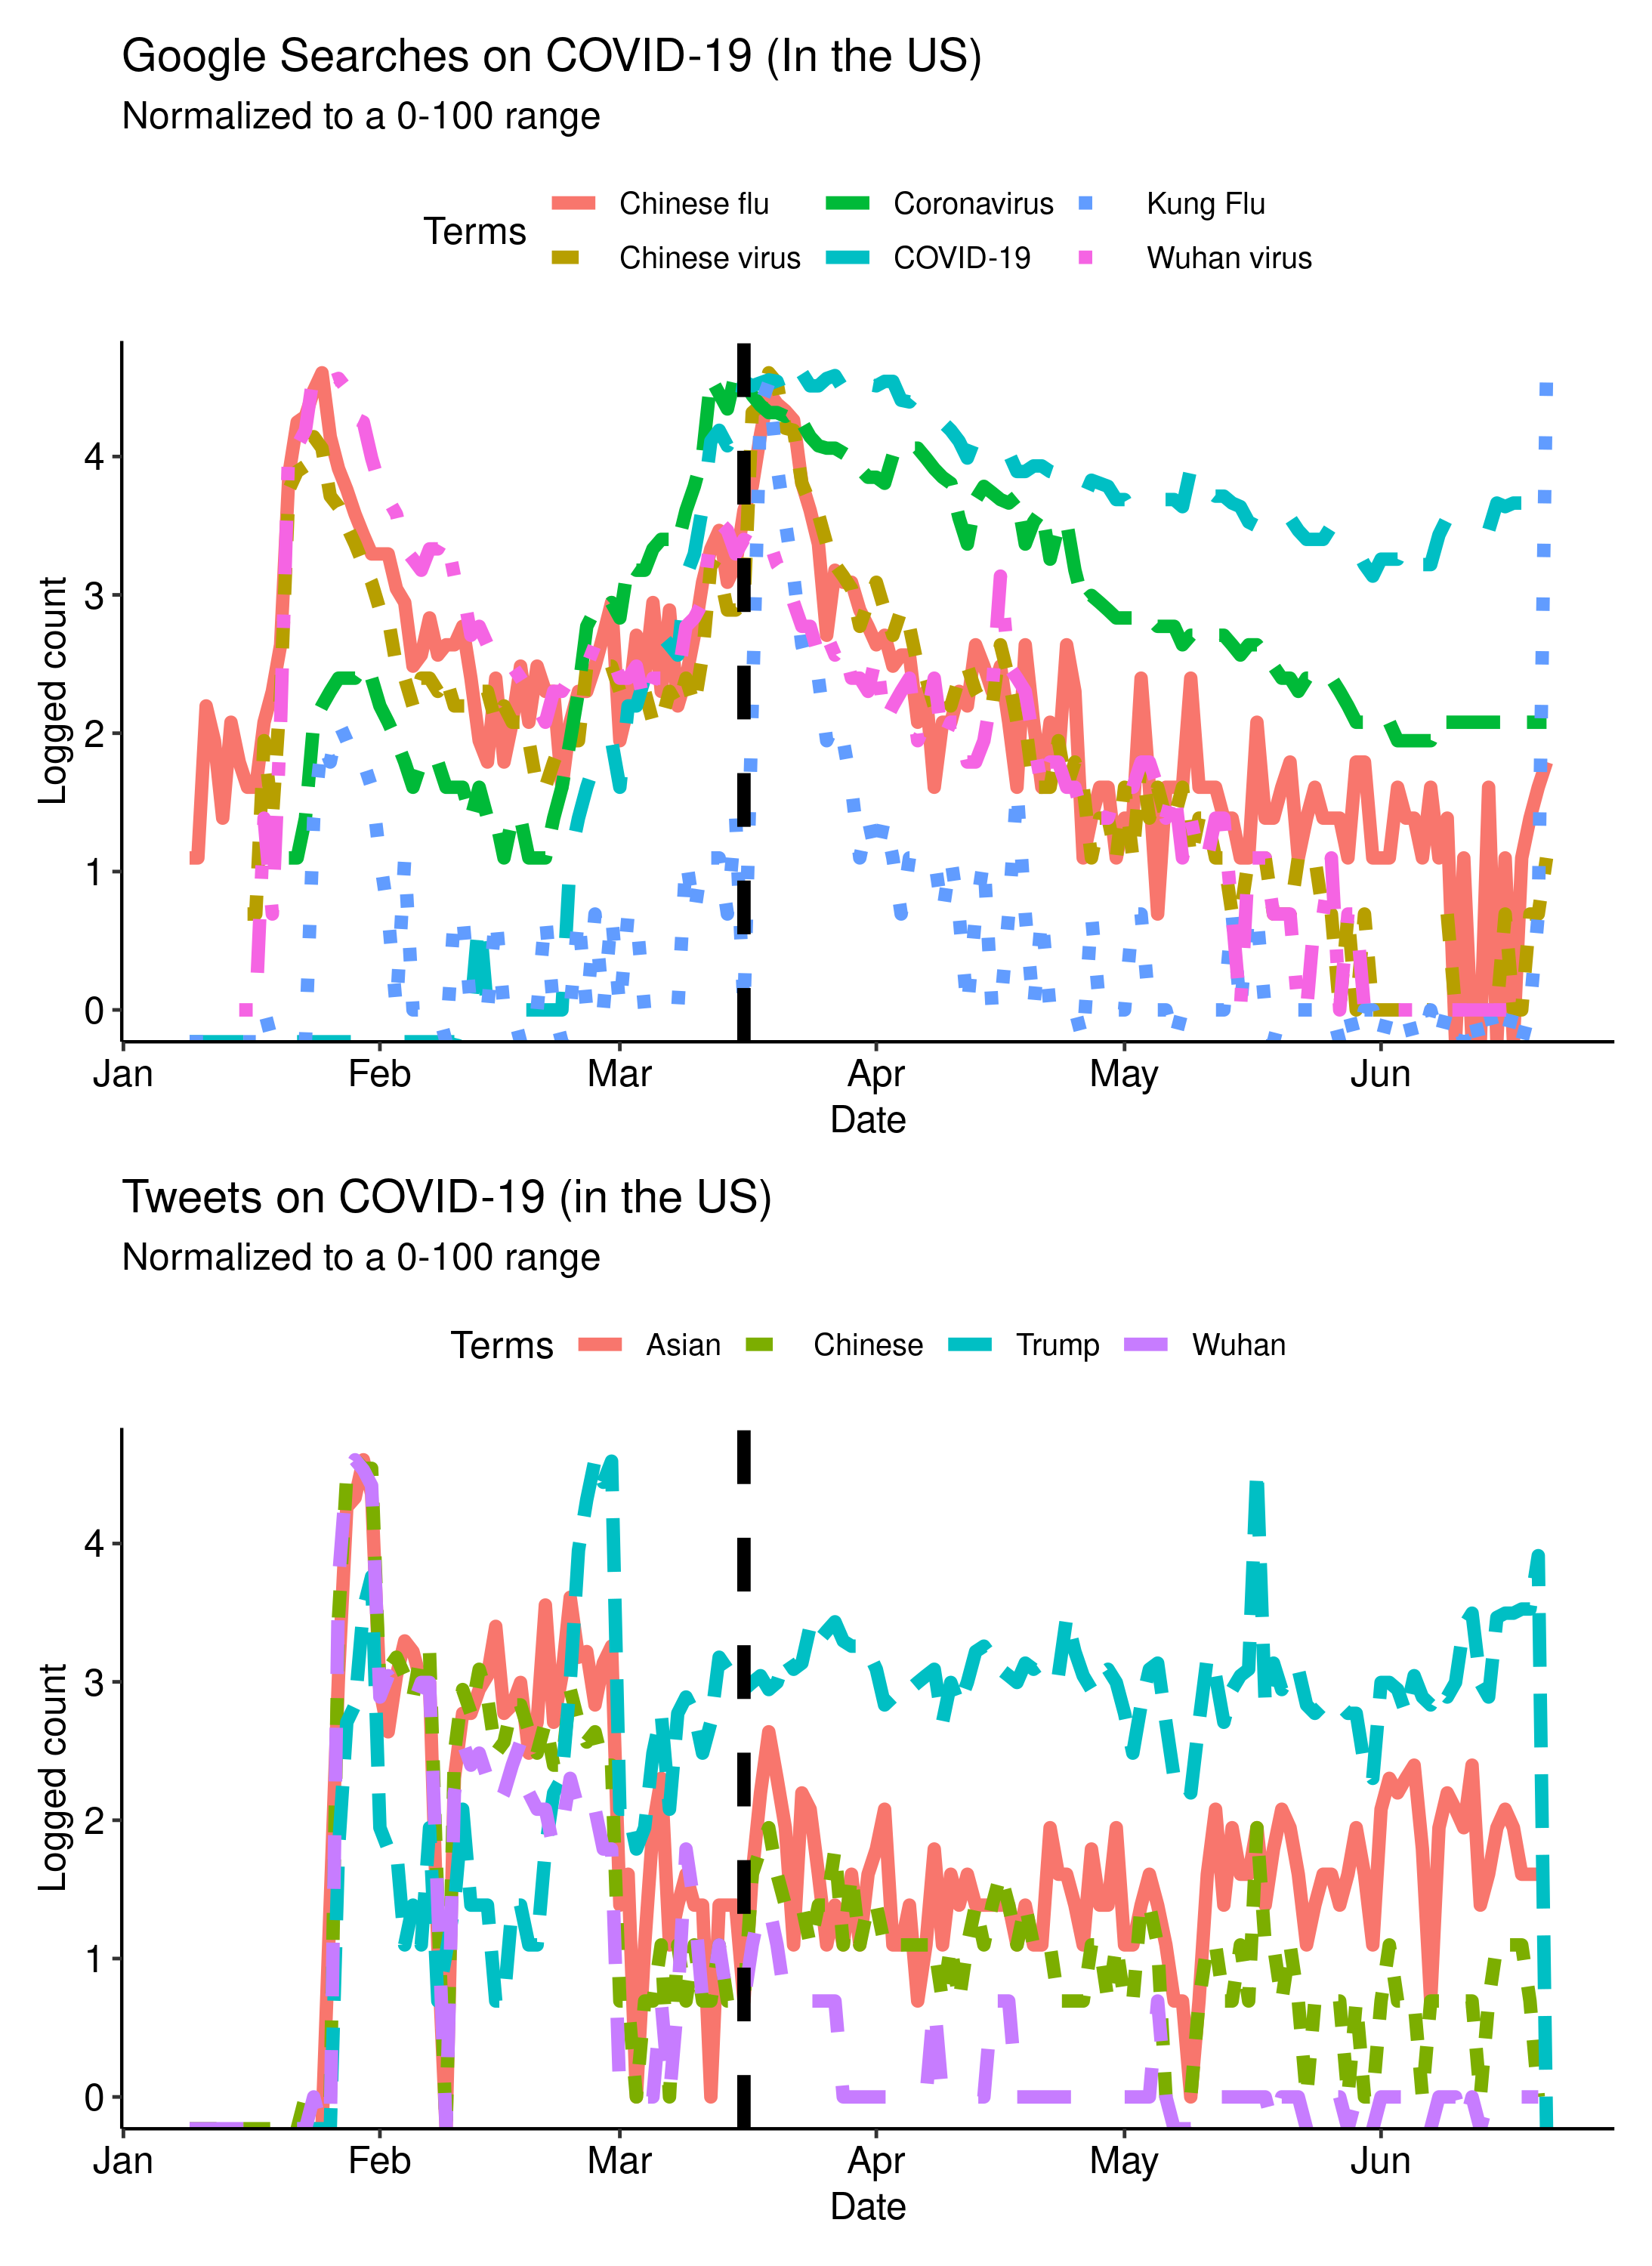 Google Searches on COVID-19 (In the US)
Normalized to a 0-100 range
Terms
Chinese flu Coronavirus Kung Flu
Chinese virus COVID-19 Wuhan virus
Logged count
4
3
2
1
0
Jan Feb Mar Apr May Jun
Date
Tweets on COVID-19 (in the US)
Normalized to a 0-100 range
Terms Asian Chinese Trump Wuhan
Logged count
4
3
2
1
0
Jan Feb Mar Apr May Jun
Date